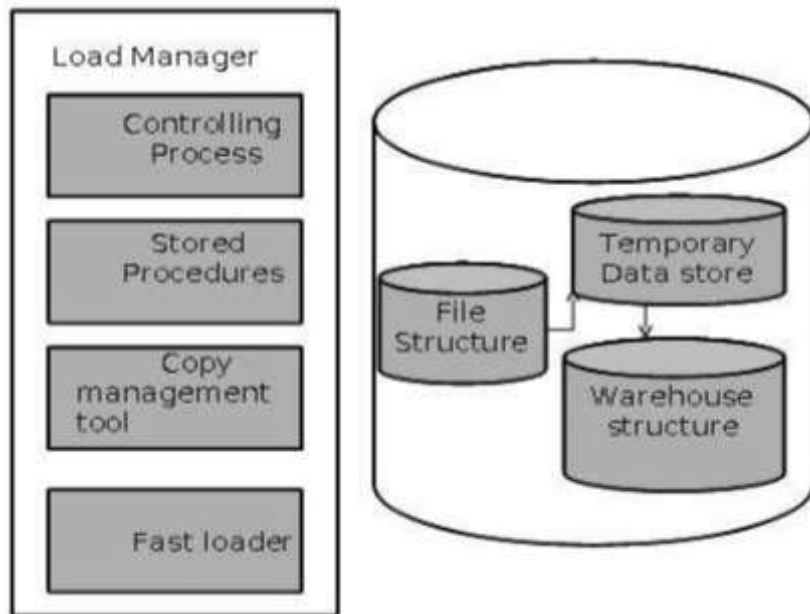 Load Manager
Controlling
Process
Stored
Procedures
Copy
management
tool
Fast loader
File
Structure
Temporary
Data store
Warehouse
structure